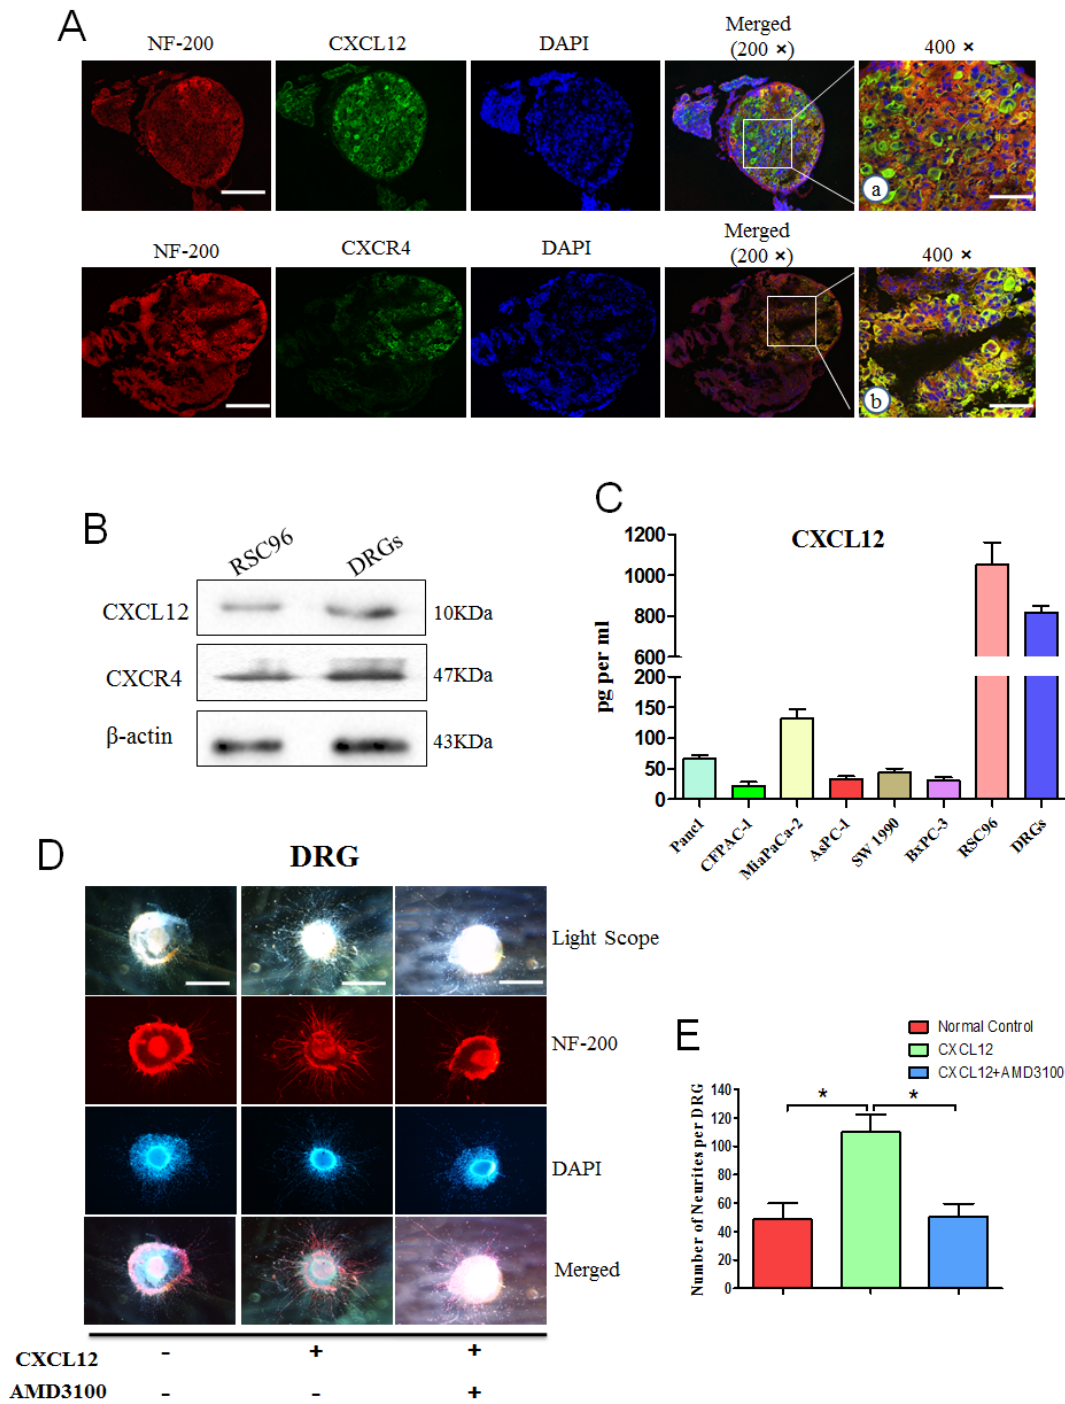 A
NF-200 CXCL12 DAPI Merged (200 ×) 400 ×
a
NF-200 CXCR4 DAPI Merged (200 ×) 400 ×
b
B
RSC96 DRGs
CXCL12 10KDa
CXCR4 47KDa
β-actin 43KDa
C
CXCL12
pg per ml
1200
1000
800
600
200
150
100
50
0
Panc1 CFPAC-1 MiaPaCa-2 AsPC-1 SW 1990 BxPC-3 RSC96 DRGs
D
DRG
Light Scope
NF-200
DAPI
Merged
CXCL12 - + +
AMD3100 - - +
E
Normal Control
CXCL12
CXCL12+AMD3100
Number of Neurites per DRG
140
120
100
80
60
40
20
0
* *